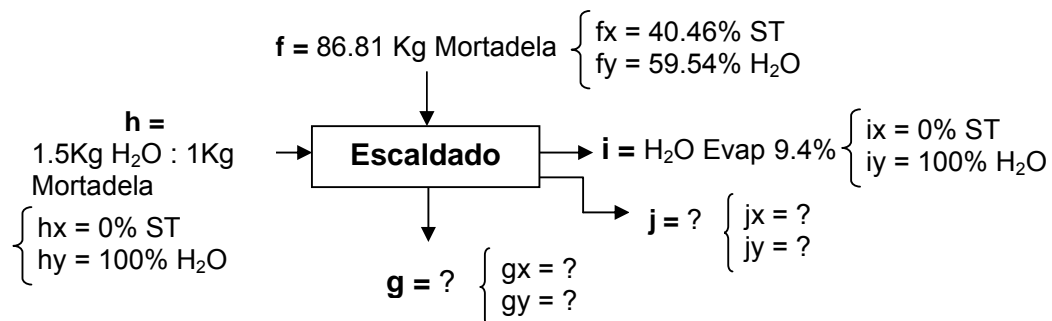 f = 86.81 Kg Mortadela
fx = 40.46% ST
fy = 59.54% H₂O
h =
1.5Kg H₂O : 1Kg
Mortadela
hx = 0% ST
hy = 100% H₂O
Escaldado
i = H₂O Evap 9.4%
ix = 0% ST
iy = 100% H₂O
j = ?
jx = ?
jy = ?
g = ?
gx = ?
gy = ?